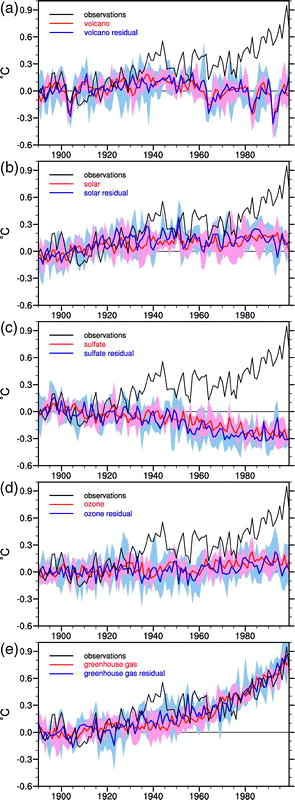 (a)
0.9
observations
volcano
volcano residual
0.6
°C
0.3
0.0
-0.3
-0.6
1900 1920 1940 1960 1980
(b)
0.9
observations
solar
solar residual
0.6
°C
0.3
0.0
-0.3
-0.6
1900 1920 1940 1960 1980
(c)
0.9
observations
sulfate
sulfate residual
0.6
°C
0.3
0.0
-0.3
-0.6
1900 1920 1940 1960 1980
(d)
0.9
observations
ozone
ozone residual
0.6
°C
0.3
0.0
-0.3
-0.6
1900 1920 1940 1960 1980
(e)
0.9
observations
greenhouse gas
greenhouse gas residual
0.6
°C
0.3
0.0
-0.3
-0.6
1900 1920 1940 1960 1980